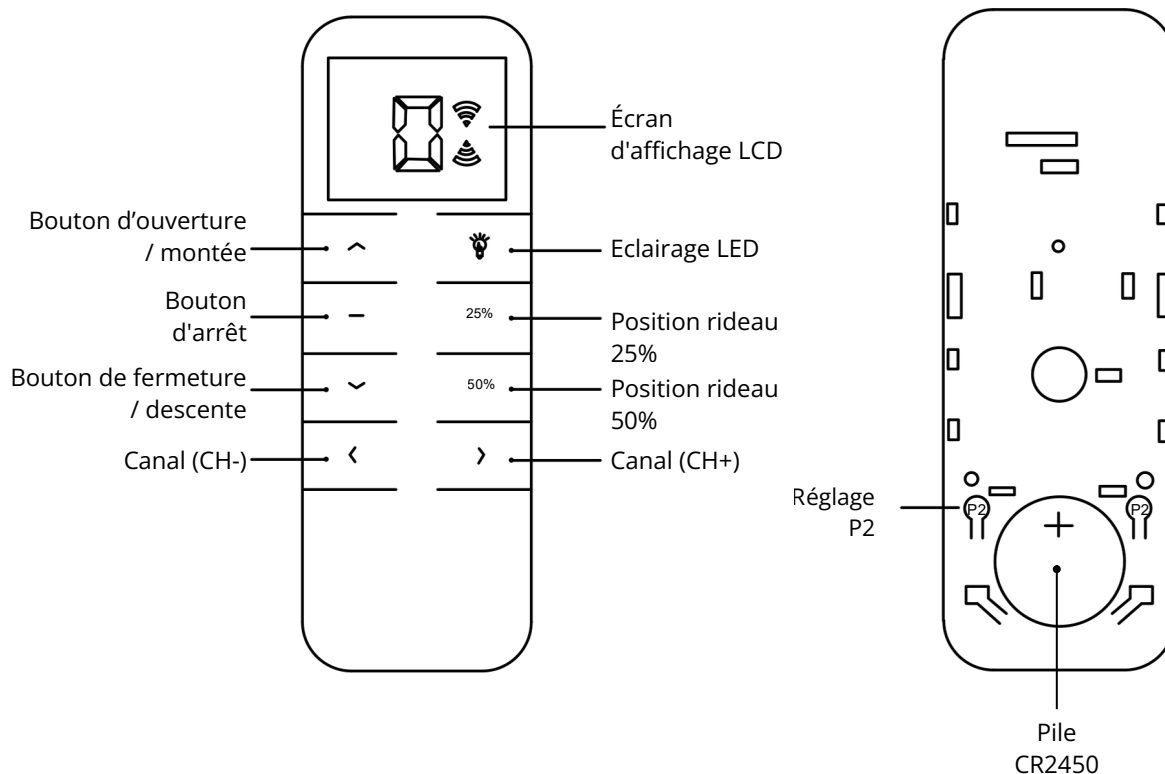 Écran
d'affichage LCD
Bouton d’ouverture
/ montée
Eclairage LED
Bouton
d'arrêt
25%
Position rideau
25%
Bouton de fermeture
/ descente
50%
Position rideau
50%
Canal (CH-)
Canal (CH+)
Réglage
P2
P2
P2
Pile
CR2450